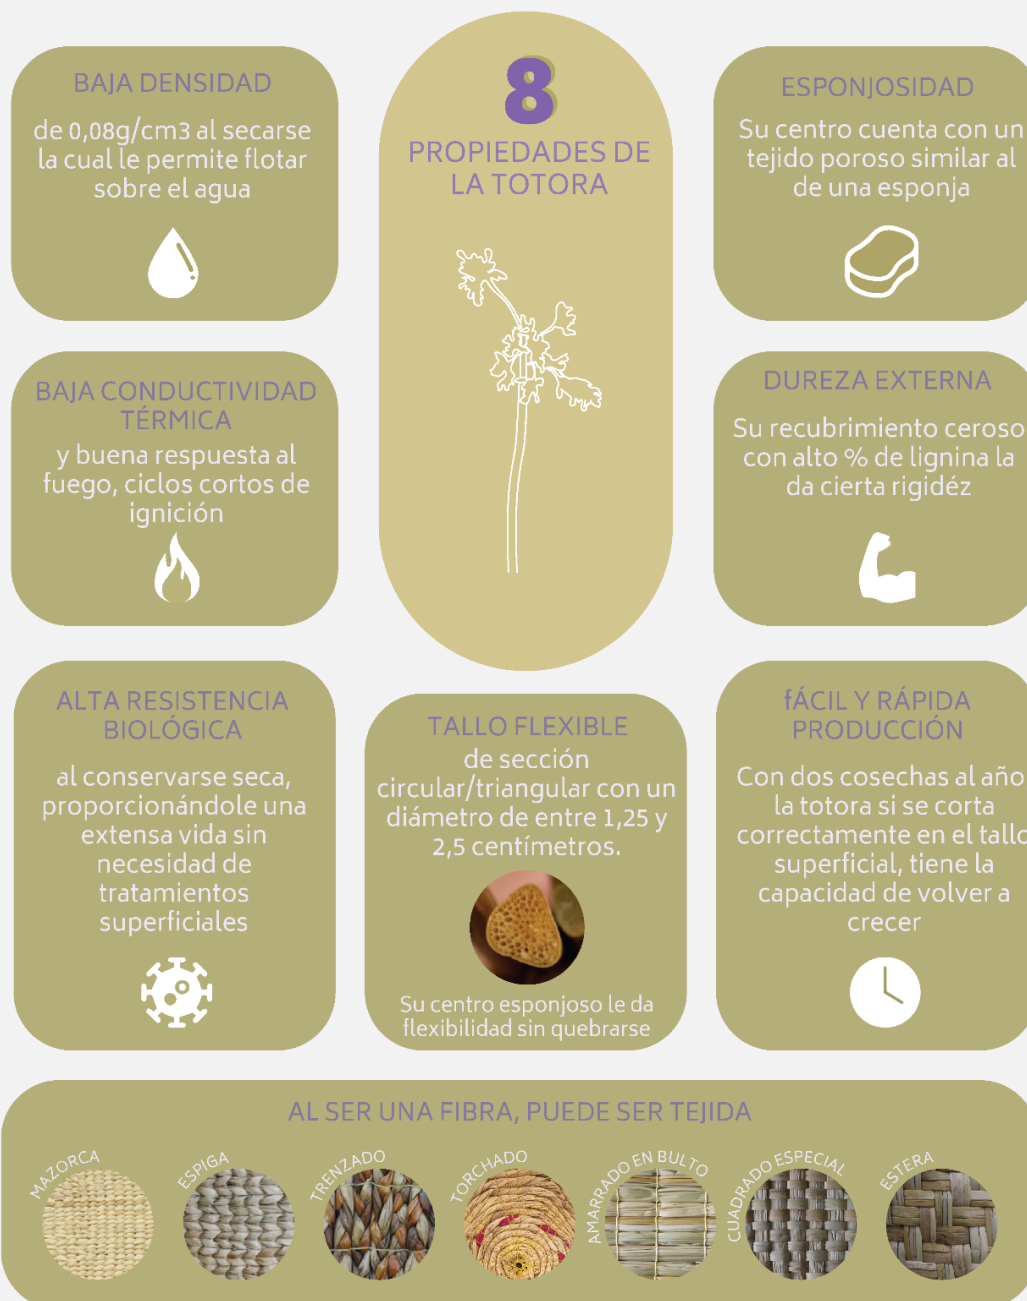 8
PROPIEDADES DE
LA TOTORA
BAJA DENSIDAD
de 0,08g/cm3 al secarse
la cual le permite flotar
sobre el agua
ESPONJOSIDAD
Su centro cuenta con un
tejido poroso similar al
de una esponja
BAJA CONDUCTIVIDAD
TÉRMICA
y buena respuesta al
fuego, ciclos cortos de
ignición
DUREZA EXTERNA
Su recubrimiento ceroso
con alto % de lignina la
da cierta rigidéz
ALTA RESISTENCIA
BIOLÓGICA
al conservarse seca,
proporcionándole una
extensa vida sin
necesidad de
tratamientos
superficiales
TALLO FLEXIBLE
de sección
circular/triangular con un
diámetro de entre 1,25 y
2,5 centímetros.
Su centro esponjoso le da
flexibilidad sin quebrarse
fÁCIL Y RÁPIDA
PRODUCCIÓN
Con dos cosechas al año
la totora si se corta
correctamente en el tallo
superficial, tiene la
capacidad de volver a
crecer
AL SER UNA FIBRA, PUEDE SER TEJIDA
MAZORCA
ESPIGA
TRENZADO
TORCHADO
AMARRADO EN BULTO
CUADRADO ESPECIAL
ESTERA